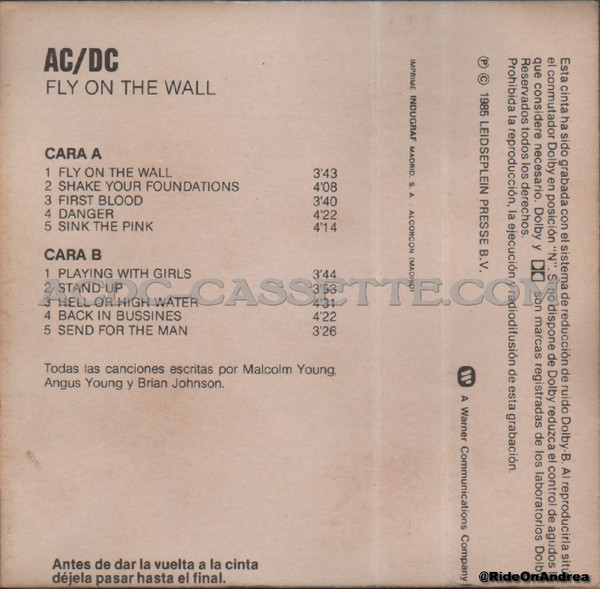 AC/DC
FLY ON THE WALL
CARA A
1 FLY ON THE WALL 3'43
2 SHAKE YOUR FOUNDATIONS 4'08
3 FIRST BLOOD 3'40
4 DANGER 4'22
5 SINK THE PINK 4'14
CARA B
1 PLAYING WITH GIRLS 3'44
2 STAND UP 3'53
3 HELL OR HIGH WATER 4'31
4 BACK IN BUSSINES 4'22
5 SEND FOR THE MAN 3'26
Todas las canciones escritas por Malcolm Young,
Angus Young y Brian Johnson.
Antes de dar la vuelta a la cinta
déjela pasar hasta el final.
IMPRIME INDUGRAF MADRID, S. A. - ALCORCON (MADRID)
Ⓟ © 1985 LEIDSEPLEIN PRESSE B.V.
A Warner Communications Company
Esta cinta ha sido grabada con el sistema de reducción de ruido Dolby-B. Al reproducirla sitú
el conmutador Dolby en posición "N". Si no dispone de Dolby reduzca el control de agudos
que considere necesario. Dolby y son marcas registradas de los laboratorios Dolb
Reservados todos los derechos.
Prohibida la reproducción, la ejecución y radiodifusión de esta grabación.
ACDC-CASSETTE.COM
@RideOnAndrea